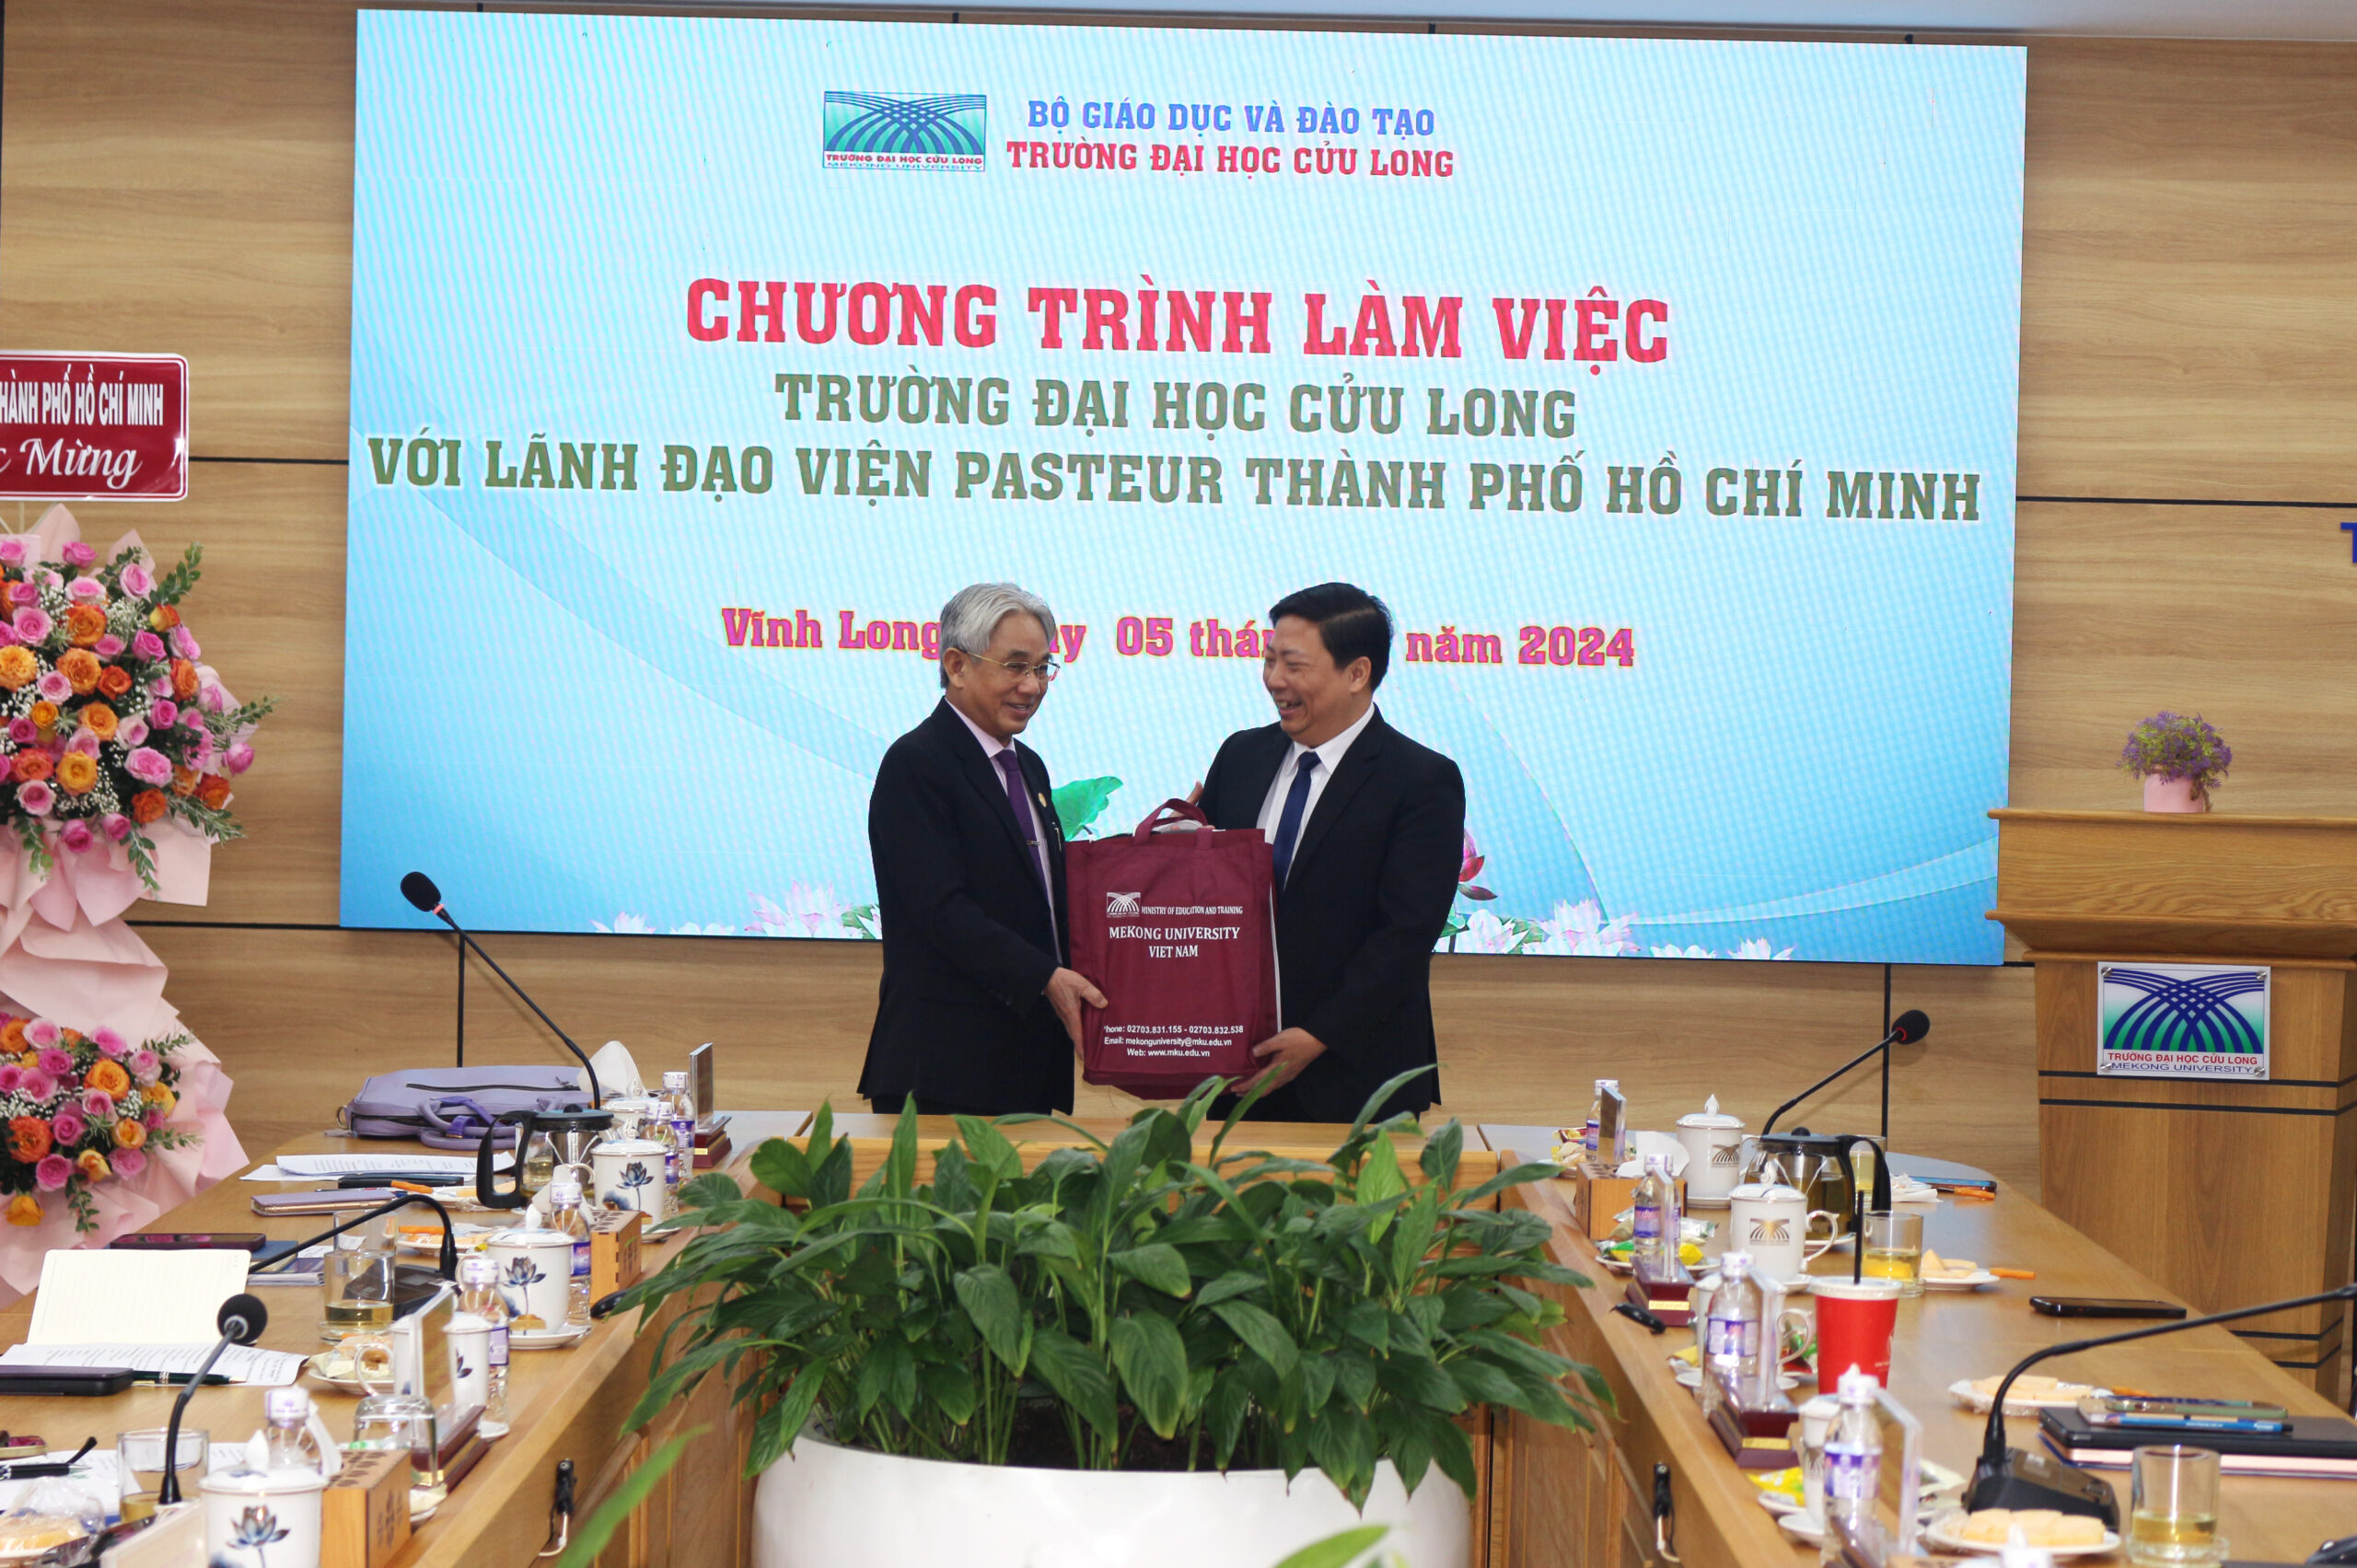 BỘ GIÁO DỤC VÀ ĐÀO TẠO
TRƯỜNG ĐẠI HỌC CỬU LONG
TRƯỜNG ĐẠI HỌC CỬU LONG
MEKONG UNIVERSITY
CHƯƠNG TRÌNH LÀM VIỆC
TRƯỜNG ĐẠI HỌC CỬU LONG
VỚI LÃNH ĐẠO VIỆN PASTEUR THÀNH PHỐ HỒ CHÍ MINH
Vĩnh Long 05 năm 2024
HÀNH PHỐ HỒ CHÍ MINH
Mừng
MINISTRY OF EDUCATION AND TRAINING
MEKONG UNIVERSITY
VIET NAM
hone: 02703.831.155 - 02703.832.538
Email: mekonguniversity@mku.edu.vn
Web: www.mku.edu.vn
TRƯỜNG ĐẠI HỌC CỬU LONG
MEKONG UNIVERSITY